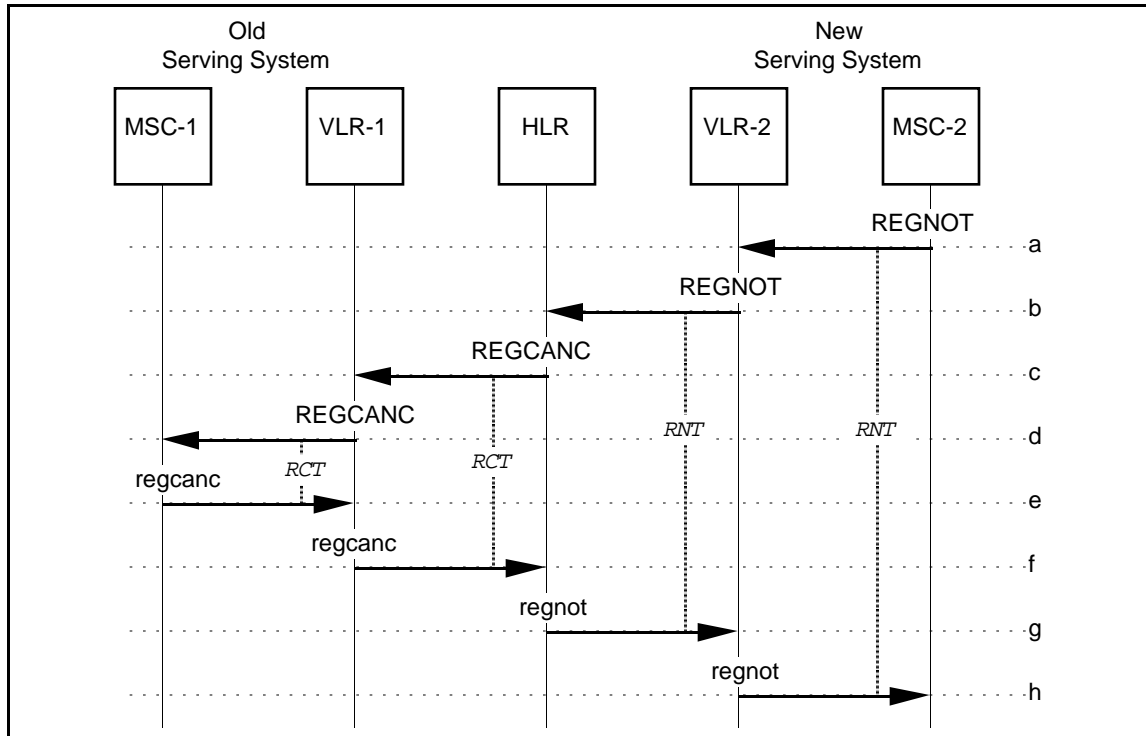 Old
Serving System
New
Serving System
MSC-1
VLR-1
HLR
VLR-2
MSC-2
REGNOT
a
REGNOT
b
REGCANC
c
REGCANC
d
RNT
RNT
RCT
RCT
regcanc
e
regcanc
f
regnot
g
regnot
h